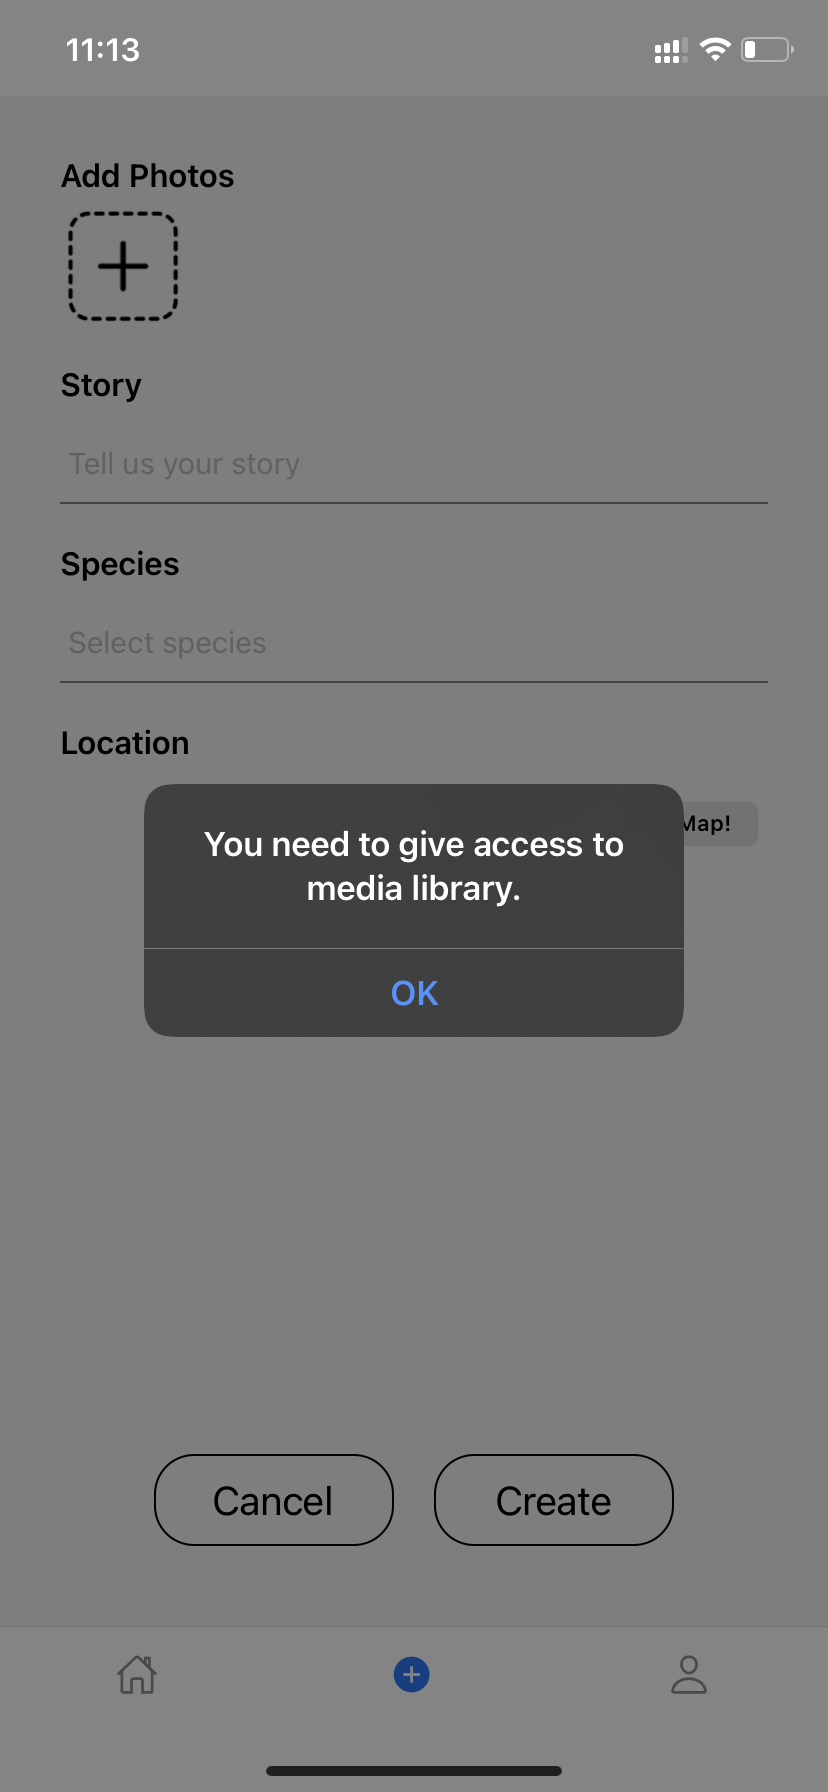 11:13
Add Photos
Story
Tell us your story
Species
Select species
Location
Map!
You need to give access to
media library.
OK
Cancel
Create